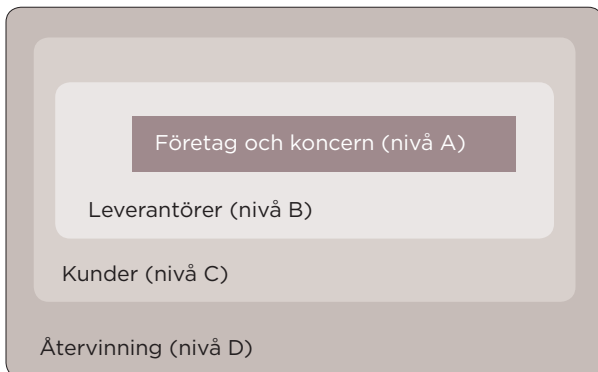 Företag och koncern (nivå A)
Leverantörer (nivå B)
Kunder (nivå C)
Återvinning (nivå D)